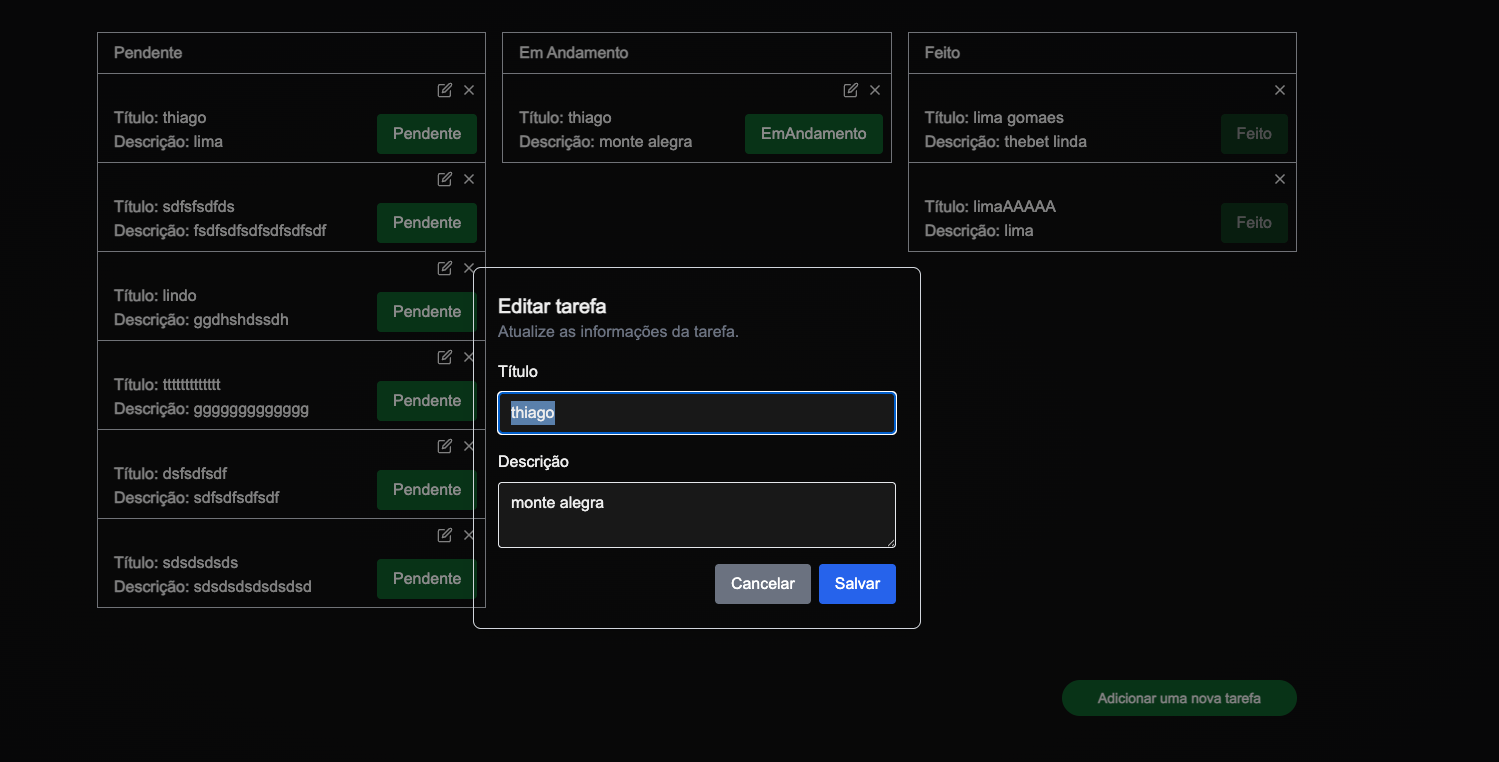 Pendente
Título: thiago
Descrição: lima
Pendente
Título: sdfsfsdfds
Descrição: fsdfsdfsdfsdfsdfsdf
Pendente
Título: lindo
Descrição: ggdhshdssdh
Pendente
Título: ttttttttttttt
Descrição: ggggggggggggg
Pendente
Título: dsfsdfsdf
Descrição: sdfsdfsdfsdf
Pendente
Título: sdsdsdsds
Descrição: sdsdsdsdsdsdsd
Pendente
Em Andamento
Título: thiago
Descrição: monte alegra
EmAndamento
Feito
Título: lima gomaes
Descrição: thebet linda
Feito
Título: limaAAAAA
Descrição: lima
Feito
Editar tarefa
Atualize as informações da tarefa.
Título
thiago
Descrição
monte alegra
Cancelar
Salvar
Adicionar uma nova tarefa